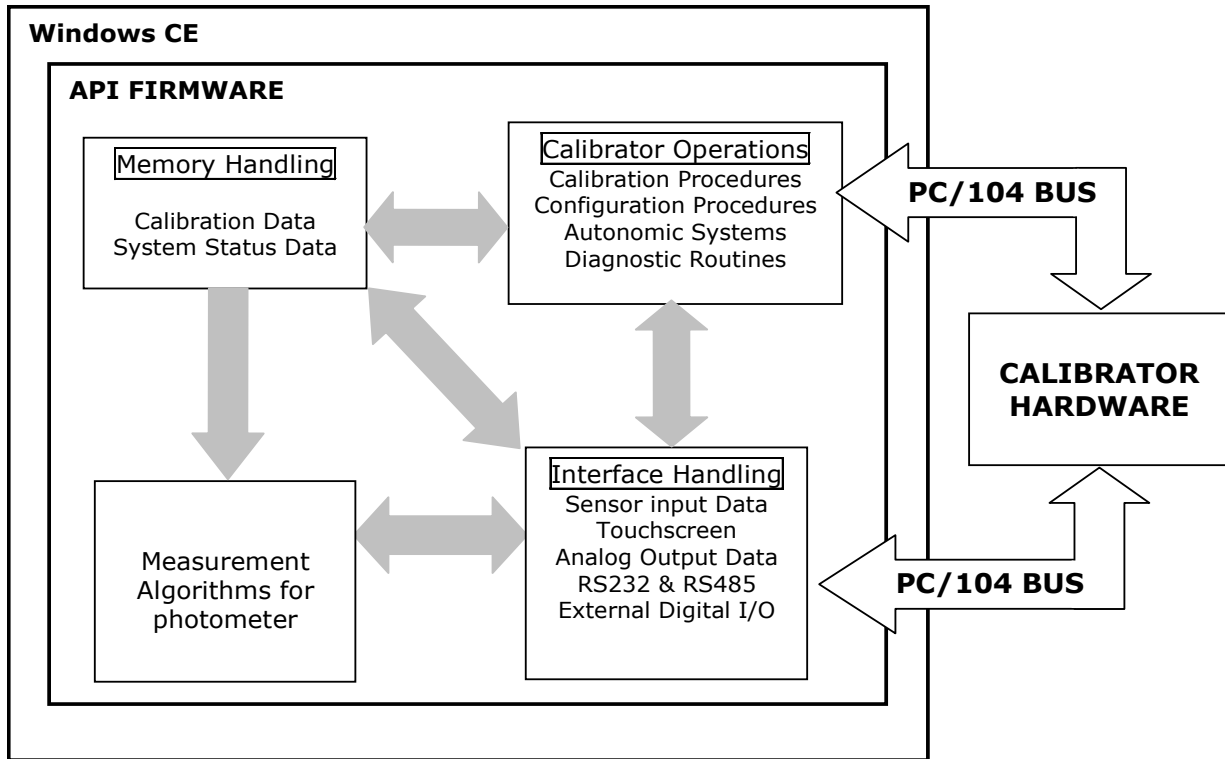 Windows CE
API FIRMWARE
Memory Handling
Calibration Data
System Status Data
Calibrator Operations
Calibration Procedures
Configuration Procedures
Autonomic Systems
Diagnostic Routines
PC/104 BUS
CALIBRATOR
HARDWARE
Measurement
Algorithms for
photometer
Interface Handling
Sensor input Data
Touchscreen
Analog Output Data
RS232 & RS485
External Digital I/O
PC/104 BUS